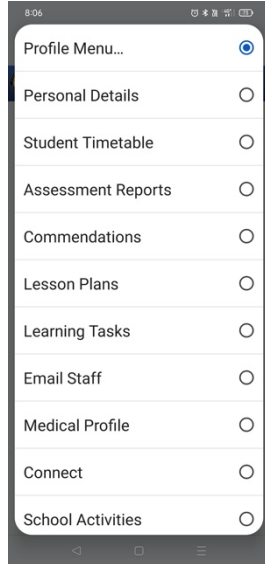 8:06
Profile Menu...
Personal Details
Student Timetable
Assessment Reports
Commendations
Lesson Plans
Learning Tasks
Email Staff
Medical Profile
Connect
School Activities